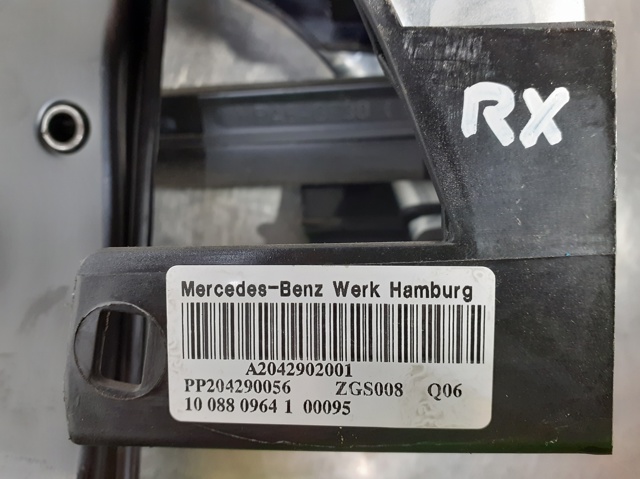 RX
Mercedes-Benz Werk Hamburg
A2042902001
PP204290056 ZGS008 Q06
10 088 0964 1 00095